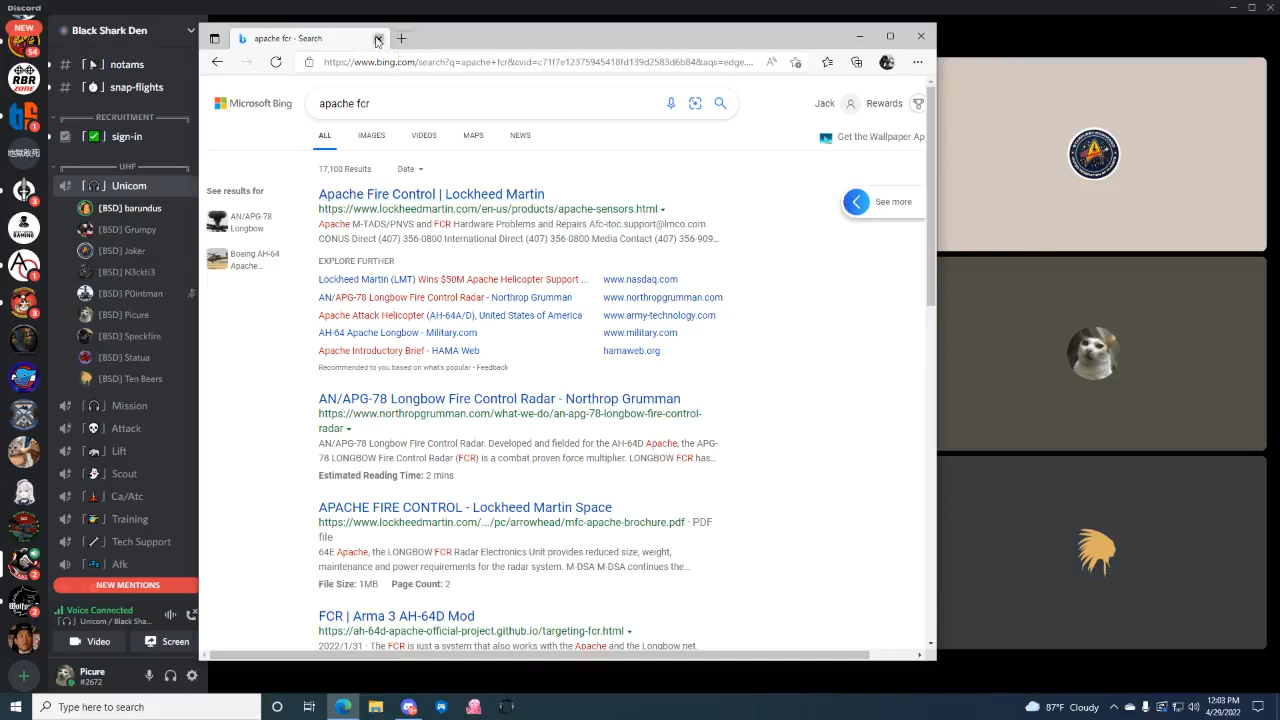 Discord
NEW
54
RBR
ZONE
1
地獄敗死
3
1
3
2
2
Black Shark Den
notams
snap-flights
RECRUITMENT
sign-in
UHF
Unicom
barundus
[BSD] Grumpy
[BSD] Joker
[BSD] N3ckti3
[BSD] P0intman
[BSD] Picure
[BSD] Speckfire
[BSD] Statua
[BSD] Ten Beers
Mission
Attack
Lift
Scout
Ca/Atc
Training
Tech Support
Afk
NEW MENTIONS
Voice Connected
Unicom / Black Sha...
Video
Screen
Picure
#2672
apache fcr - Search
https://www.bing.com/search?q=apache+fcr&cvid=c71f7e12375945418fd139d2583d6b84&aqs=edge....
Microsoft Bing
apache fcr
Jack
Rewards
ALL
IMAGES
VIDEOS
MAPS
NEWS
Get the Wallpaper Ap
17,100 Results
Date
See results for
AN/APG-78
Longbow
Boeing AH-64
Apache...
Apache Fire Control | Lockheed Martin
https://www.lockheedmartin.com/en-us/products/apache-sensors.html
Apache M-TADS/PNVS and FCR Hardware Problems and Repairs Afc-itoc.support@lmco.com
CONUS Direct (407) 356-0800 International Direct (407) 356-0800 Media Contact (407) 356-909...
See more
EXPLORE FURTHER
Lockheed Martin (LMT) Wins $50M Apache Helicopter Support ... www.nasdaq.com
AN/APG-78 Longbow Fire Control Radar - Northrop Grumman www.northropgrumman.com
Apache Attack Helicopter (AH-64A/D), United States of America www.army-technology.com
AH-64 Apache Longbow - Military.com www.military.com
Apache Introductory Brief - HAMA Web hamaweb.org
Recommended to you based on what's popular • Feedback
AN/APG-78 Longbow Fire Control Radar - Northrop Grumman
https://www.northropgrumman.com/what-we-do/an-apg-78-longbow-fire-control-
radar
AN/APG-78 Longbow Fire Control Radar. Developed and fielded for the AH-64D Apache, the APG-
78 LONGBOW Fire Control Radar (FCR) is a combat proven force multiplier. LONGBOW FCR has...
Estimated Reading Time: 2 mins
APACHE FIRE CONTROL - Lockheed Martin Space
https://www.lockheedmartin.com/.../pc/arrowhead/mfc-apache-brochure.pdf · PDF
file
64E Apache, the LONGBOW FCR Radar Electronics Unit provides reduced size, weight,
maintenance and power requirements for the radar system. M-DSA M-DSA continues the...
File Size: 1MB Page Count: 2
FCR | Arma 3 AH-64D Mod
https://ah-64d-apache-official-project.github.io/targeting-fcr.html
2022/1/31 · The FCR is just a system that also works with the Apache and the Longbow net.
Type here to search
87°F Cloudy
12:03 PM
4/29/2022